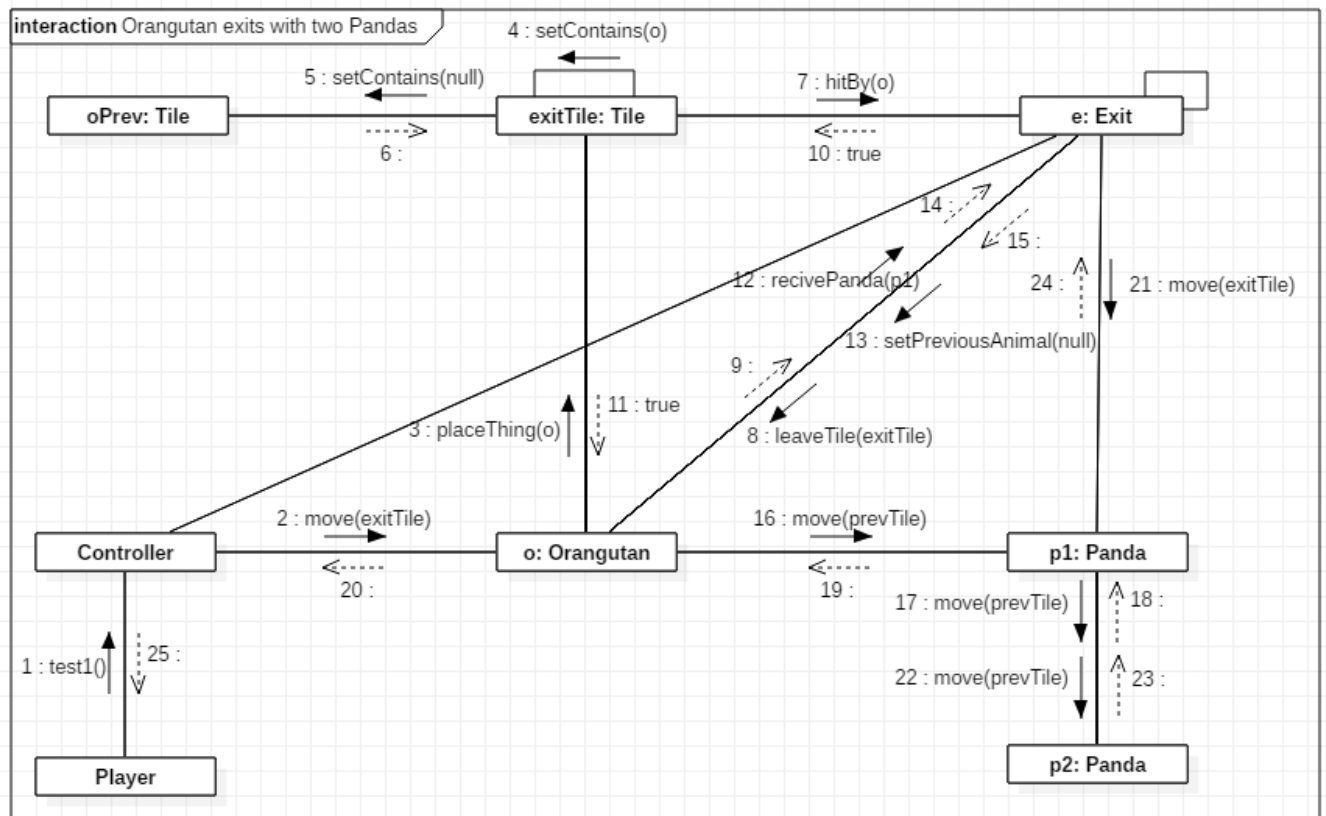 interaction Orangutan exits with two Pandas
4 : setContains(o)
5 : setContains(null)
7 : hitBy(o)
oPrev: Tile
exitTile: Tile
e: Exit
6 :
10 : true
14 :
15 :
12 : recivePanda(p1)
24 :
21 : move(exitTile)
13 : setPreviousAnimal(null)
9 :
11 : true
3 : placeThing(o)
8 : leaveTile(exitTile)
2 : move(exitTile)
16 : move(prevTile)
Controller
o: Orangutan
p1: Panda
20 :
19 :
17 : move(prevTile)
18 :
1 : test1()
25 :
22 : move(prevTile)
23 :
Player
p2: Panda